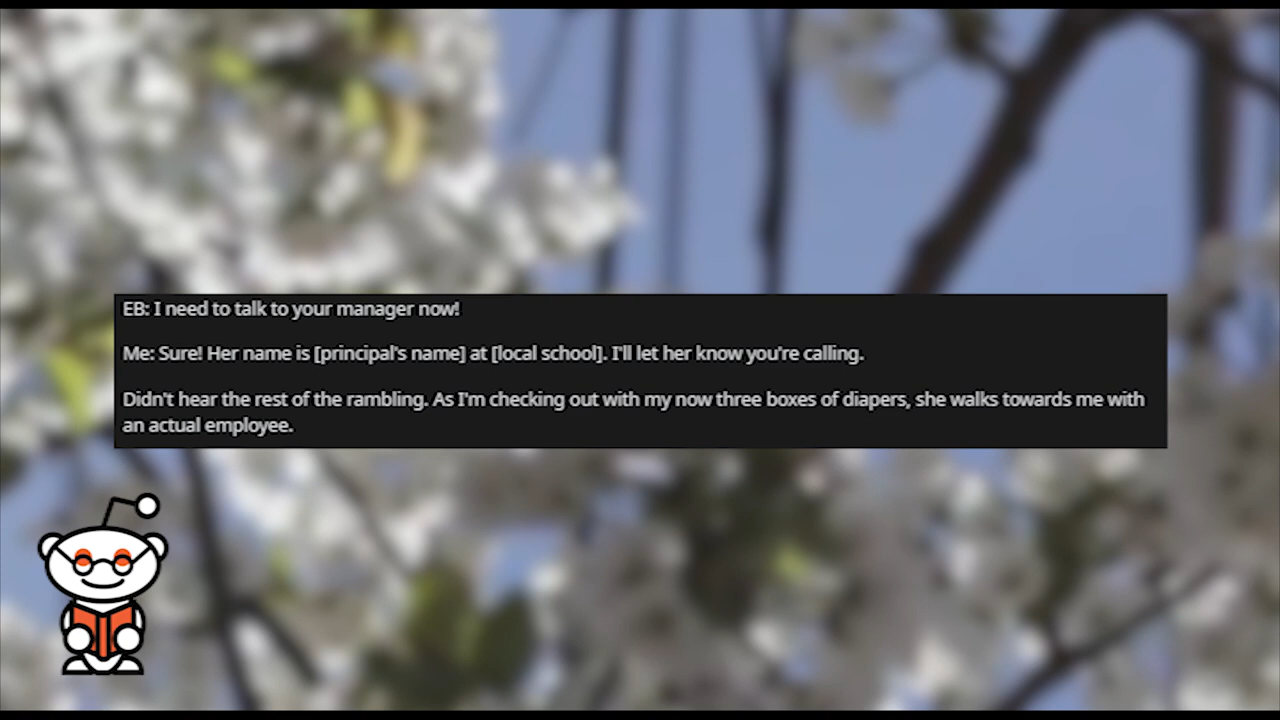 EB: I need to talk to your manager now!
Me: Sure! Her name is [principal's name] at [local school]. I'll let her know you're calling.
Didn't hear the rest of the rambling. As I'm checking out with my now three boxes of diapers, she walks towards me with
an actual employee.